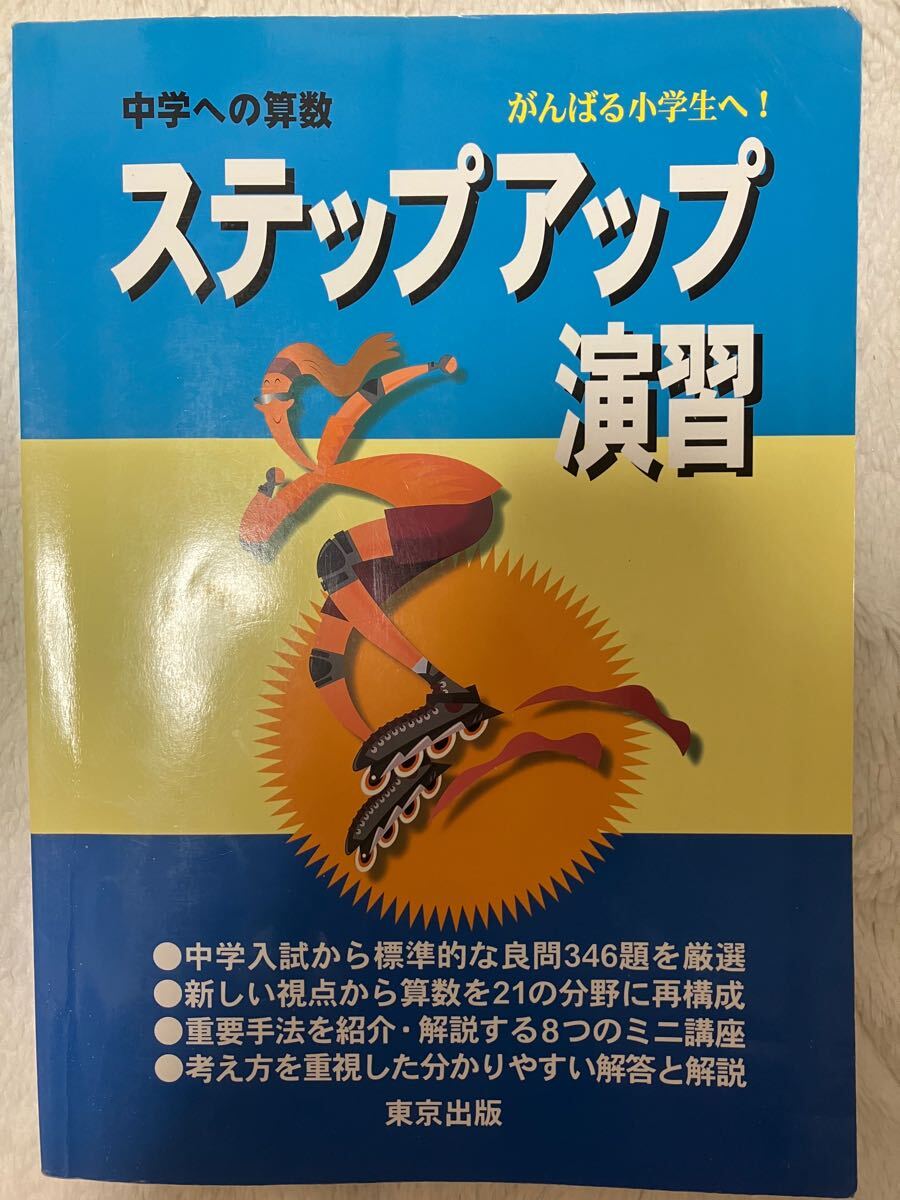 中学への算数
がんばる小学生へ!
ステップアップ
演習
●中学入試から標準的な良問346題を厳選
●新しい視点から算数を21の分野に再構成
●重要手法を紹介・解説する8つのミニ講座
●考え方を重視した分かりやすい解答と解説
東京出版